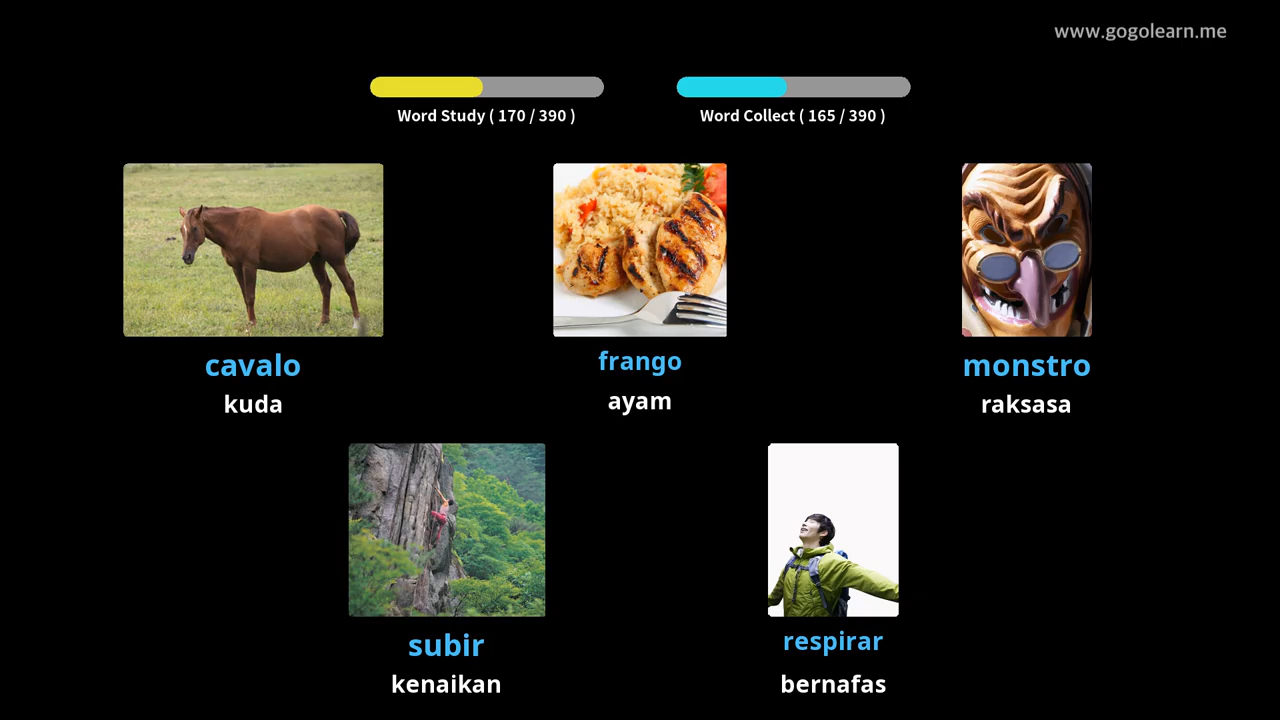 www.gogolearn.me
Word Study ( 170 / 390 )
Word Collect ( 165 / 390 )
cavalo
kuda
frango
ayam
monstro
raksasa
subir
kenaikan
respirar
bernafas